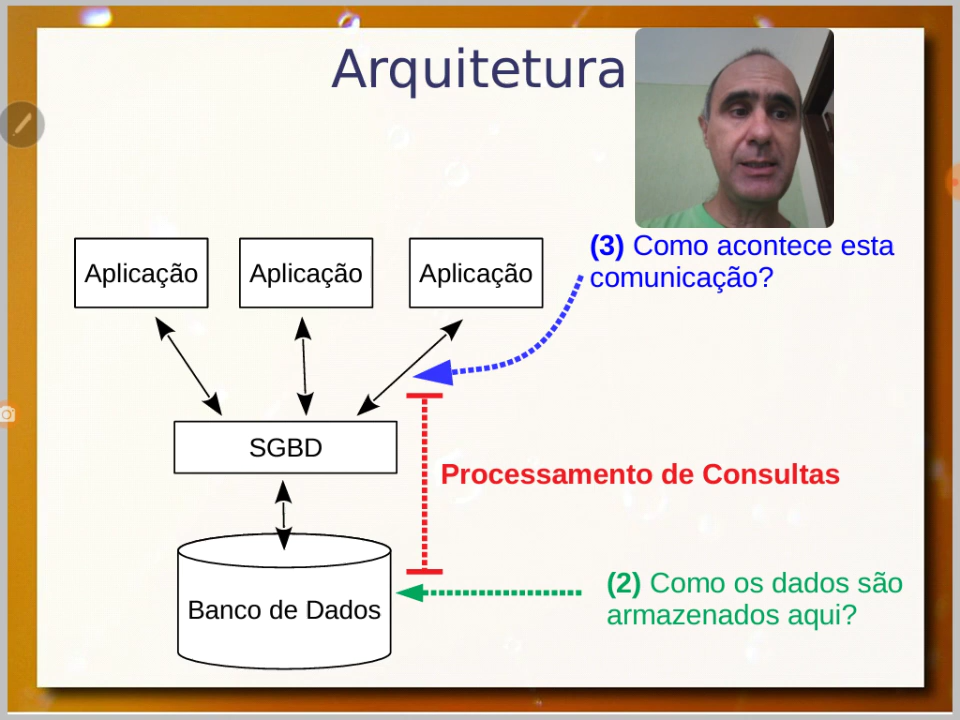 Arquitetura
(3) Como acontece esta
comunicação?
Aplicação
Aplicação
Aplicação
SGBD
Processamento de Consultas
Banco de Dados
(2) Como os dados são
armazenados aqui?